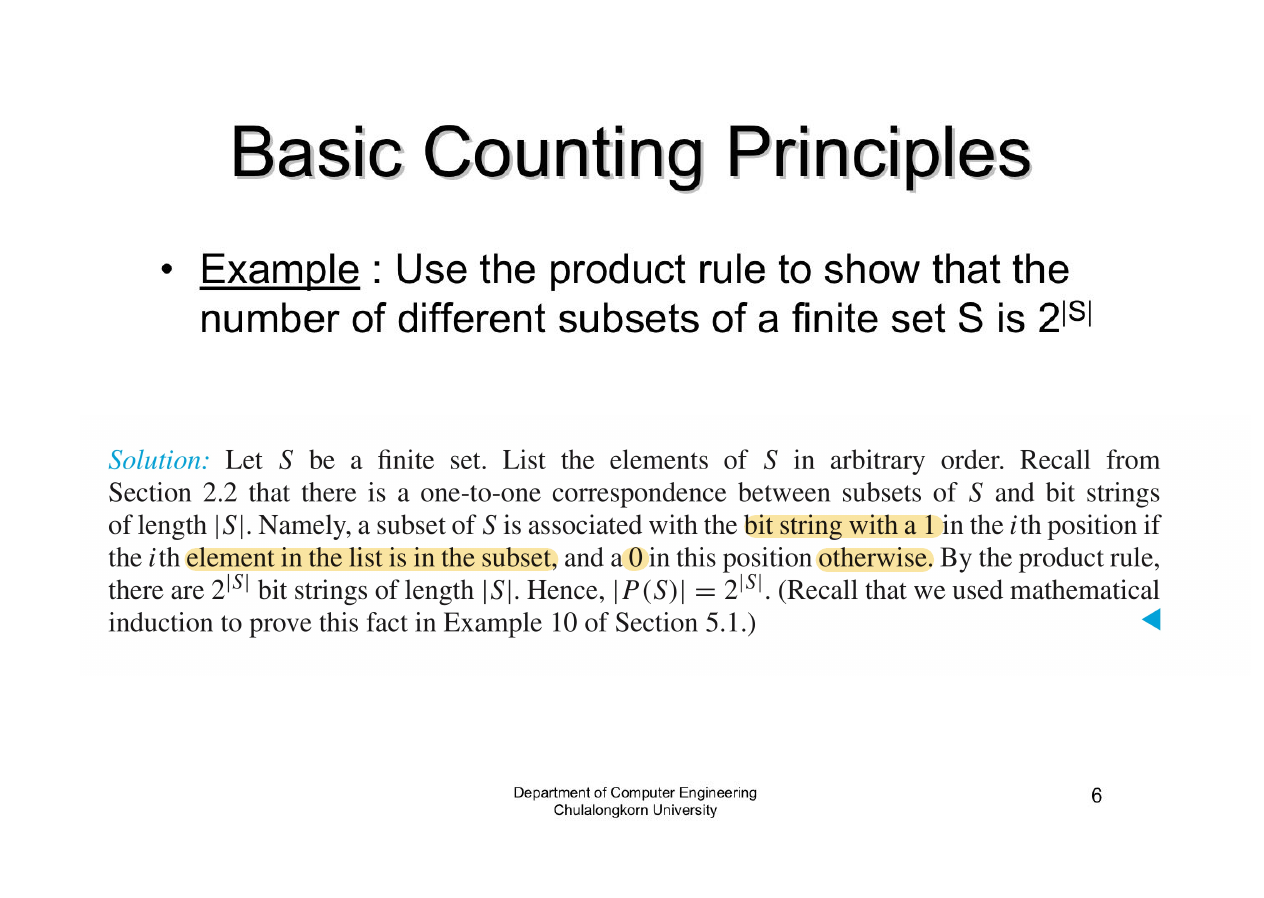 Basic Counting Principles
• Example : Use the product rule to show that the
number of different subsets of a finite set S is 2|S|
Solution: Let S be a finite set. List the elements of S in arbitrary order. Recall from
Section 2.2 that there is a one-to-one correspondence between subsets of S and bit strings
of length |S|. Namely, a subset of S is associated with the bit string with a 1 in the ith position if
the ith element in the list is in the subset, and a 0 in this position otherwise. By the product rule,
there are 2|S| bit strings of length |S|. Hence, |P(S)| = 2|S|. (Recall that we used mathematical
induction to prove this fact in Example 10 of Section 5.1.)
Department of Computer Engineering
Chulalongkorn University
6